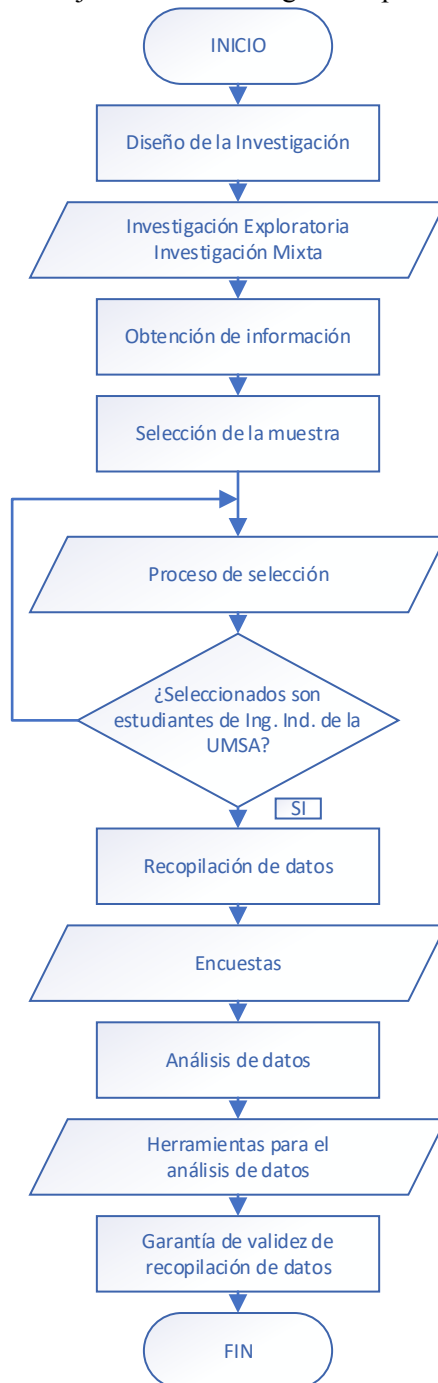 INICIO
Diseño de la Investigación
Investigación Exploratoria
Investigación Mixta
Obtención de información
Selección de la muestra
Proceso de selección
¿Seleccionados son
estudiantes de Ing. Ind. de la
UMSA?
SI
Recopilación de datos
Encuestas
Análisis de datos
Herramientas para el
análisis de datos
Garantía de validez de
recopilación de datos
FIN